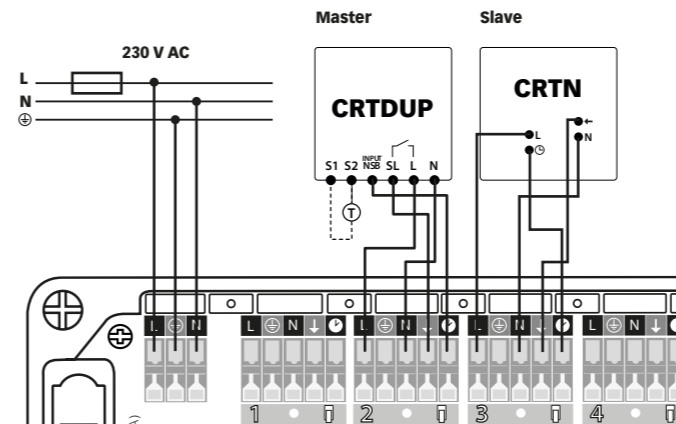 Master Slave
230 V AC
L
N
CRTDUP
CRTN
S1 S2 INPUT NSB SL L N
L
N
T
L N
L N
L N
L N
L N
1 2 3 4